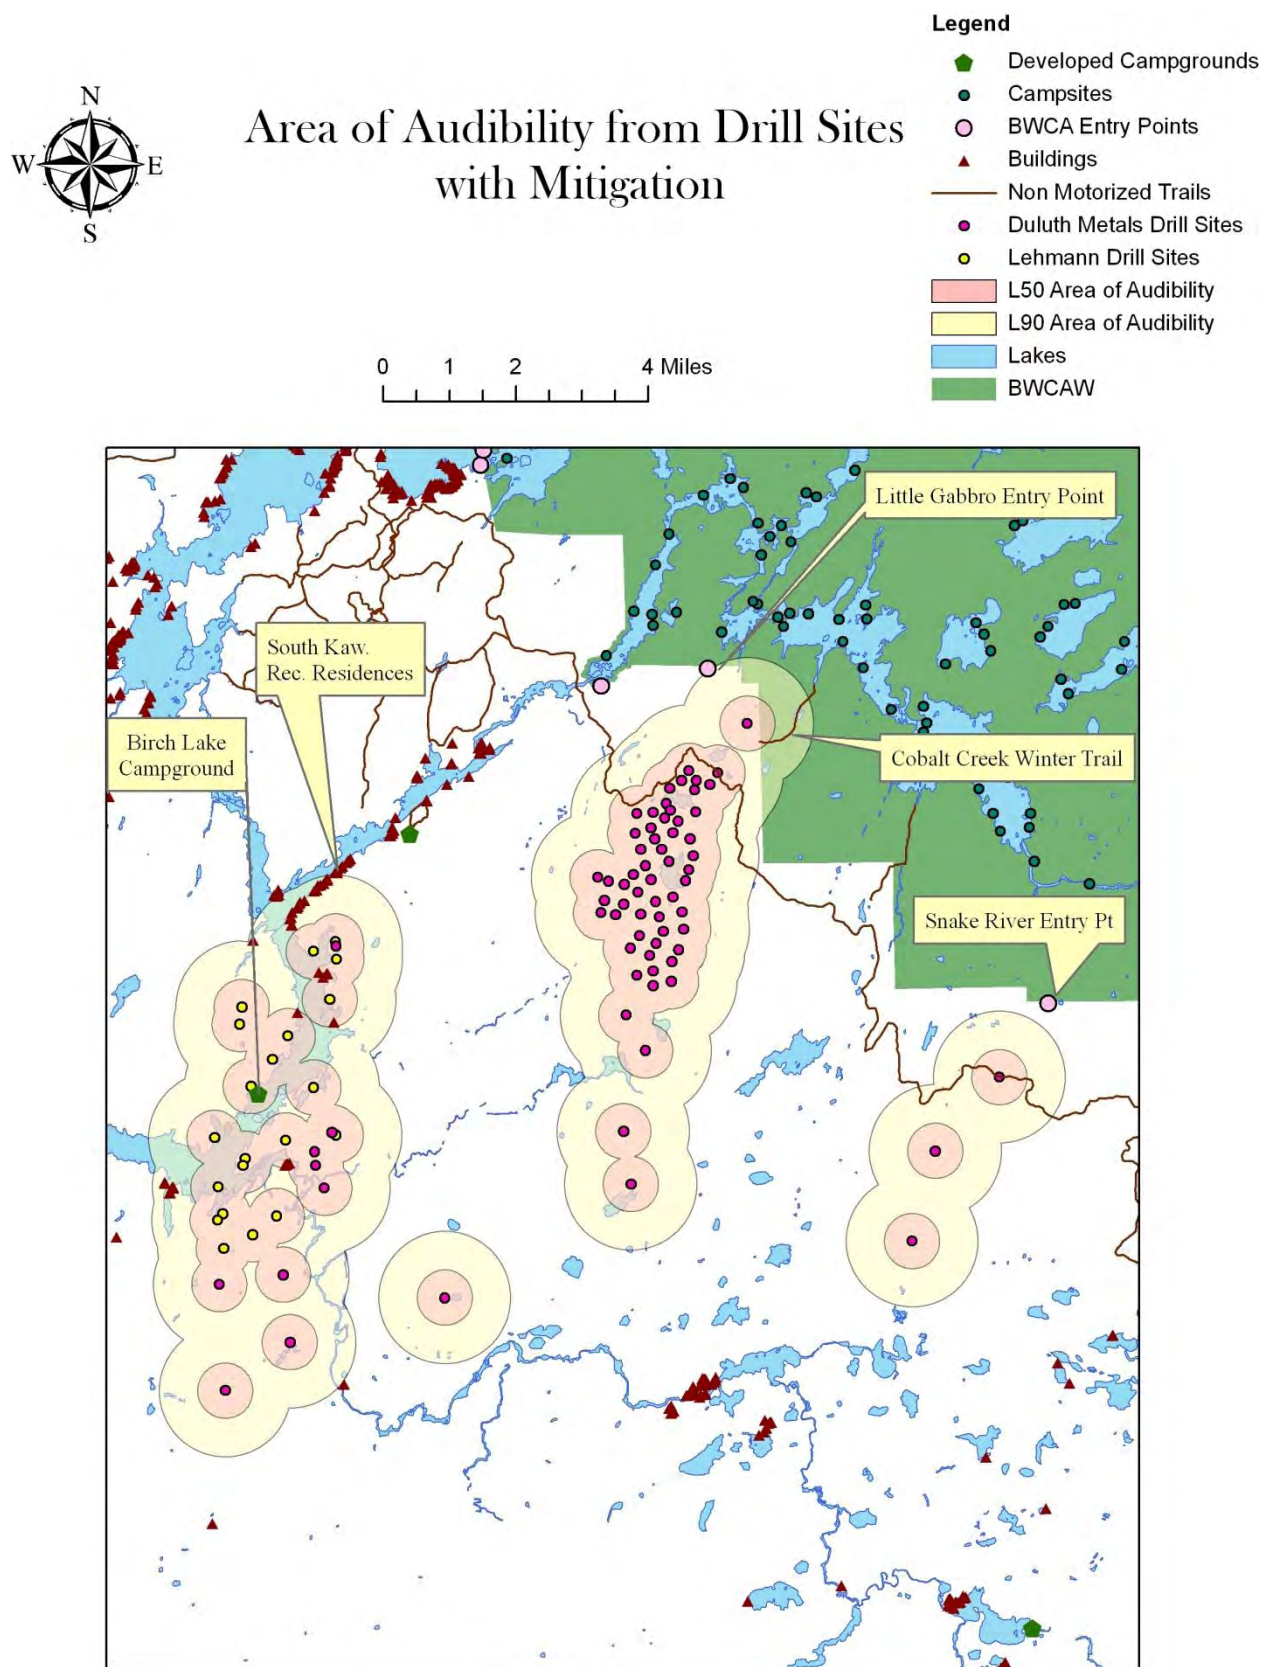 Legend
Developed Campgrounds
Campsites
BWCA Entry Points
Buildings
Non Motorized Trails
Duluth Metals Drill Sites
Lehmann Drill Sites
L50 Area of Audibility
L90 Area of Audibility
Lakes
BWCAW
N
W E
S
Area of Audibility from Drill Sites
with Mitigation
0 1 2 4 Miles
Little Gabbro Entry Point
South Kaw.
Rec. Residences
Birch Lake
Campground
Cobalt Creek Winter Trail
Snake River Entry Pt